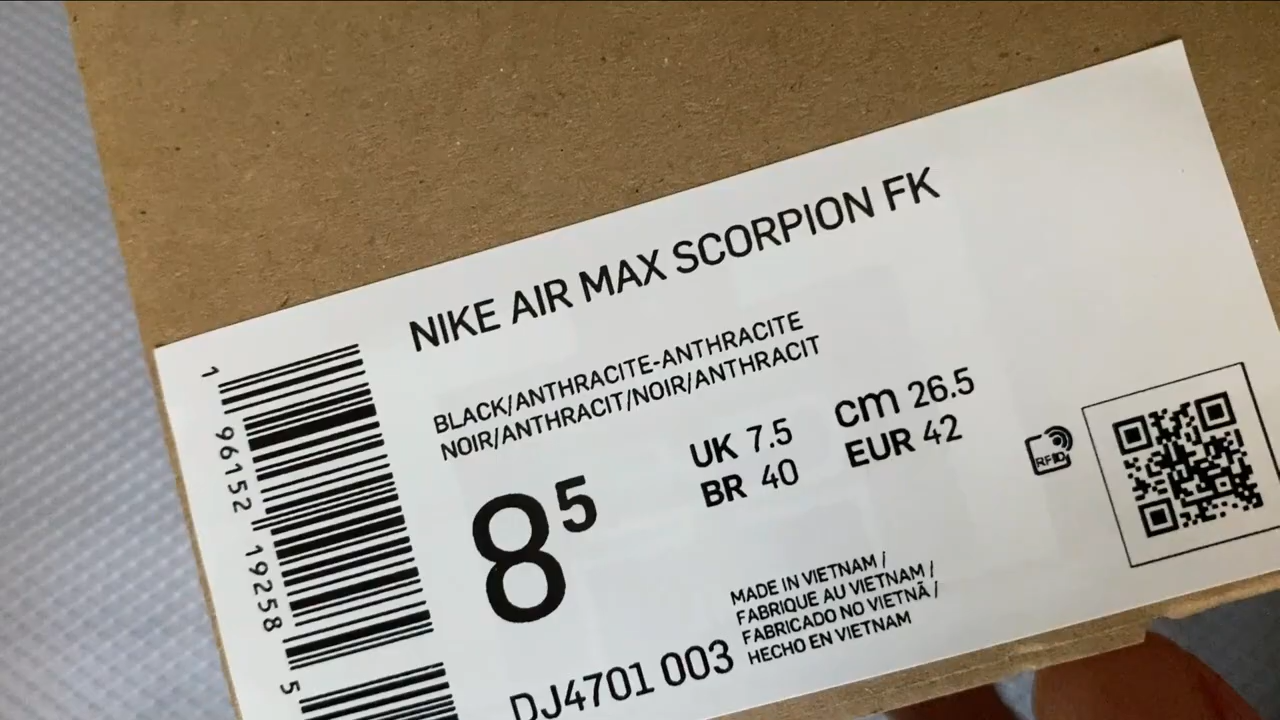 NIKE AIR MAX SCORPION FK
BLACK/ANTHRACITE-ANTHRACITE
NOIR/ANTHRACIT/NOIR/ANTHRACIT
8⁵
UK 7.5 cm 26.5
BR 40 EUR 42
RFID
MADE IN VIETNAM /
FABRIQUE AU VIETNAM /
FABRICADO NO VIETNÃ /
HECHO EN VIETNAM
DJ4701 003
1 96152 19258 5